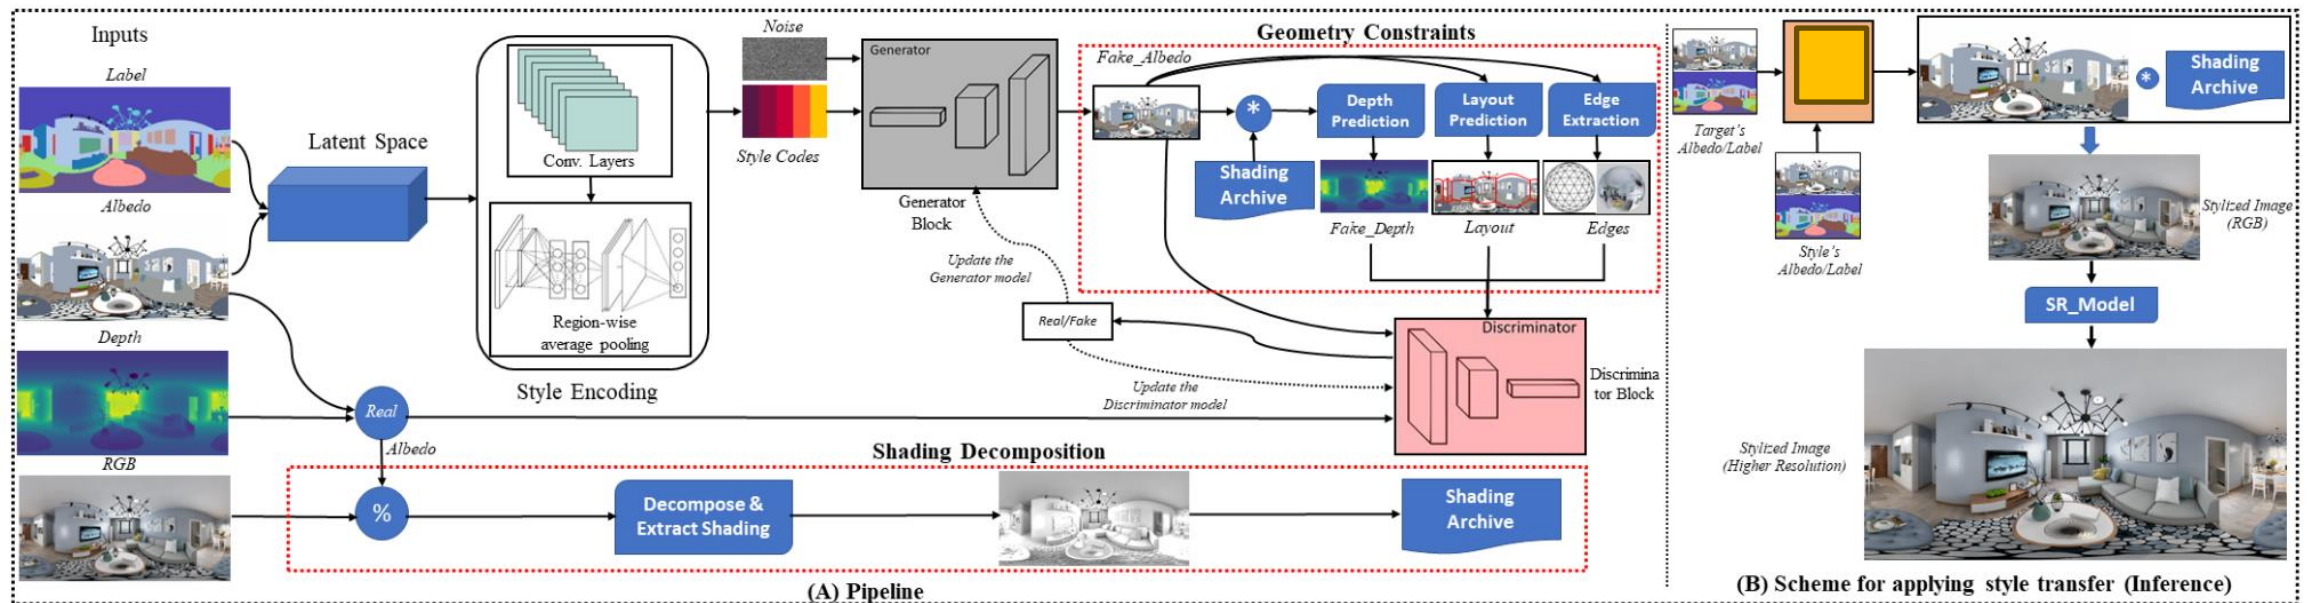 Inputs
Label
Albedo
Depth
RGB
Latent Space
Conv. Layers
Region-wise
average pooling
Style Encoding
Noise
Style Codes
Generator
Generator
Block
Update the
Generator model
Real/Fake
Update the
Discriminator model
Geometry Constraints
Fake_Albedo
*
Shading
Archive
Depth
Prediction
Layout
Prediction
Edge
Extraction
Fake_Depth
Layout
Edges
Discriminator
Discrimina
tor Block
Real
Albedo
Shading Decomposition
%
Decompose &
Extract Shading
Shading
Archive
(A) Pipeline
Target's
Albedo/Label
Style's
Albedo/Label
*
Shading
Archive
Stylized Image
(RGB)
SR_Model
Stylized Image
(Higher Resolution)
(B) Scheme for applying style transfer (Inference)